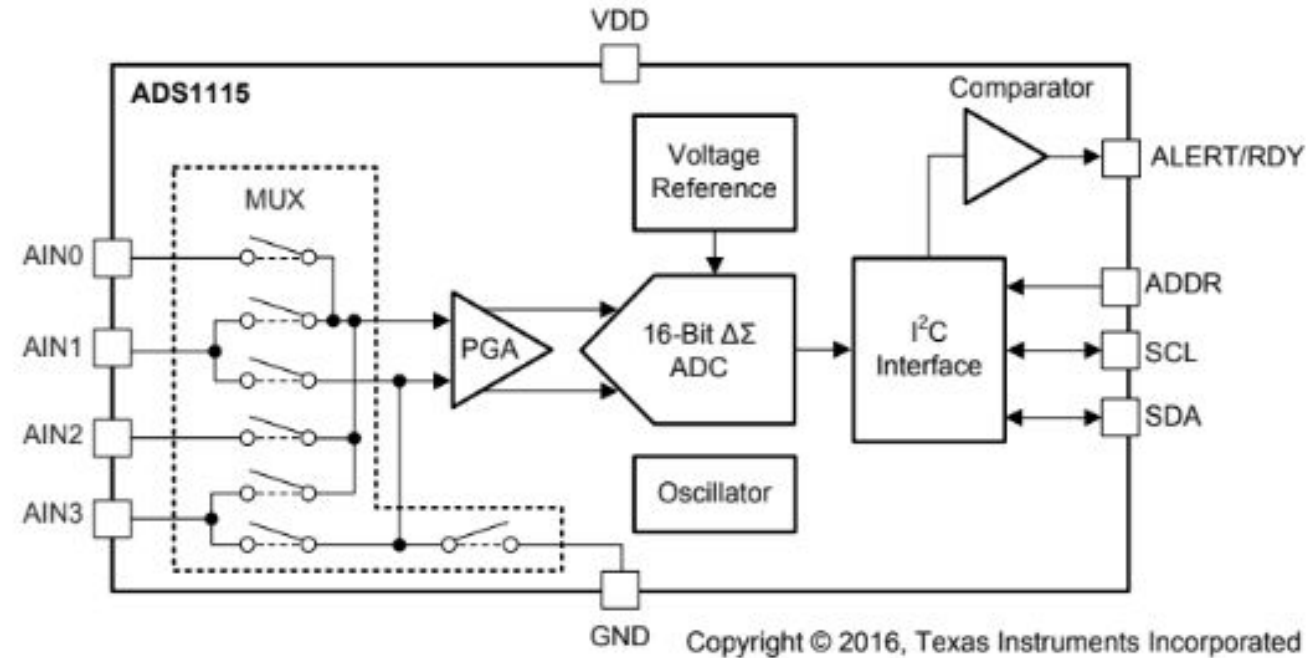 VDD
ADS1115
Comparator
Voltage
Reference
ALERT/RDY
MUX
AIN0
ADDR
AIN1
PGA
16-Bit ΔΣ
ADC
I²C
Interface
SCL
AIN2
SDA
Oscillator
AIN3
GND
Copyright © 2016, Texas Instruments Incorporated